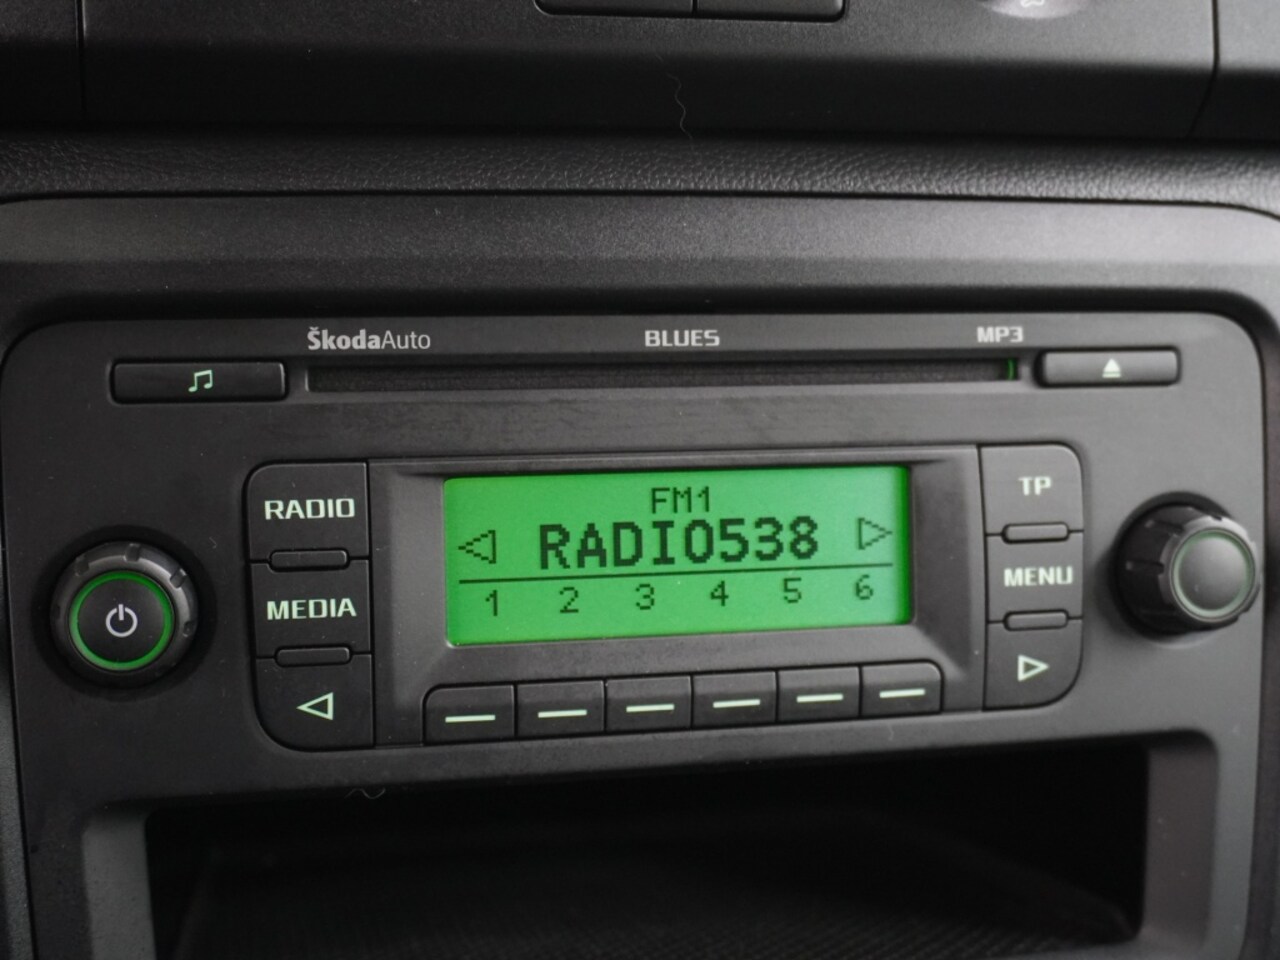 ŠkodaAuto BLUES MP3
RADIO
MEDIA
FM1
RADIO538
1 2 3 4 5 6
TP
MENU